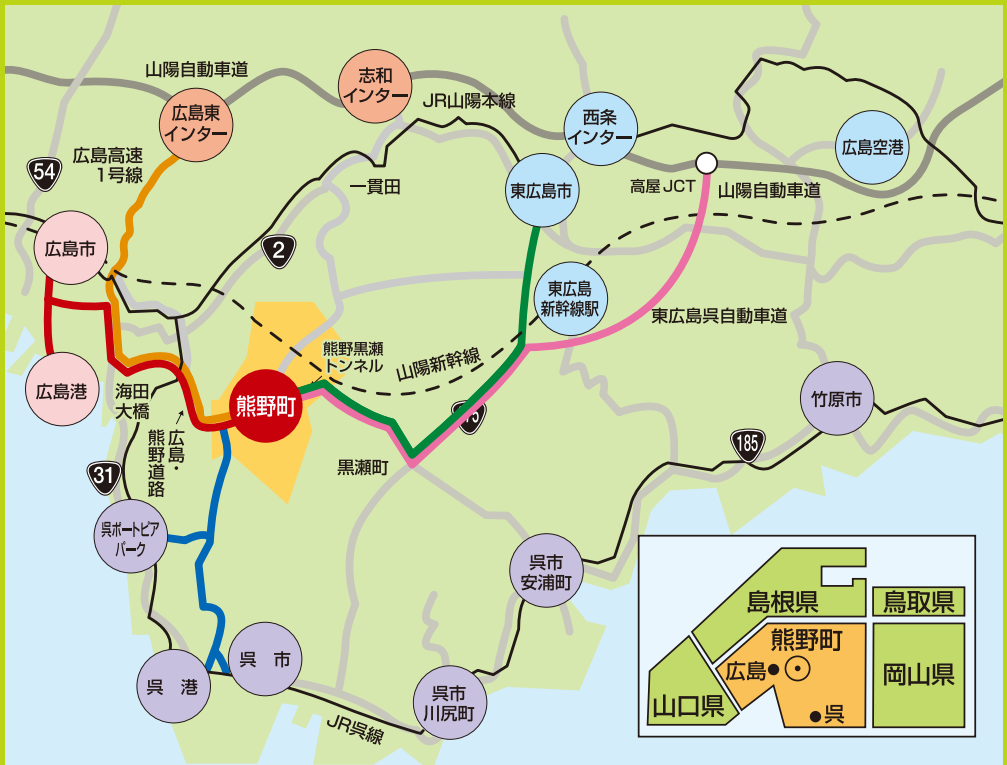 山陽自動車道
志和
インター
JR山陽本線
広島東
インター
西条
インター
広島空港
広島高速
1号線
54
一貫田
東広島市
高屋JCT
山陽自動車道
広島市
2
東広島
新幹線駅
東広島呉自動車道
熊野黒瀬
トンネル
山陽新幹線
広島港
海田
大橋
熊野町
竹原市
広島・
熊野道路
黒瀬町
185
31
呉ポートピア
パーク
呉市
安浦町
呉 市
呉 港
呉市
川尻町
JR呉線
島根県
鳥取県
熊野町
広島
岡山県
山口県
呉